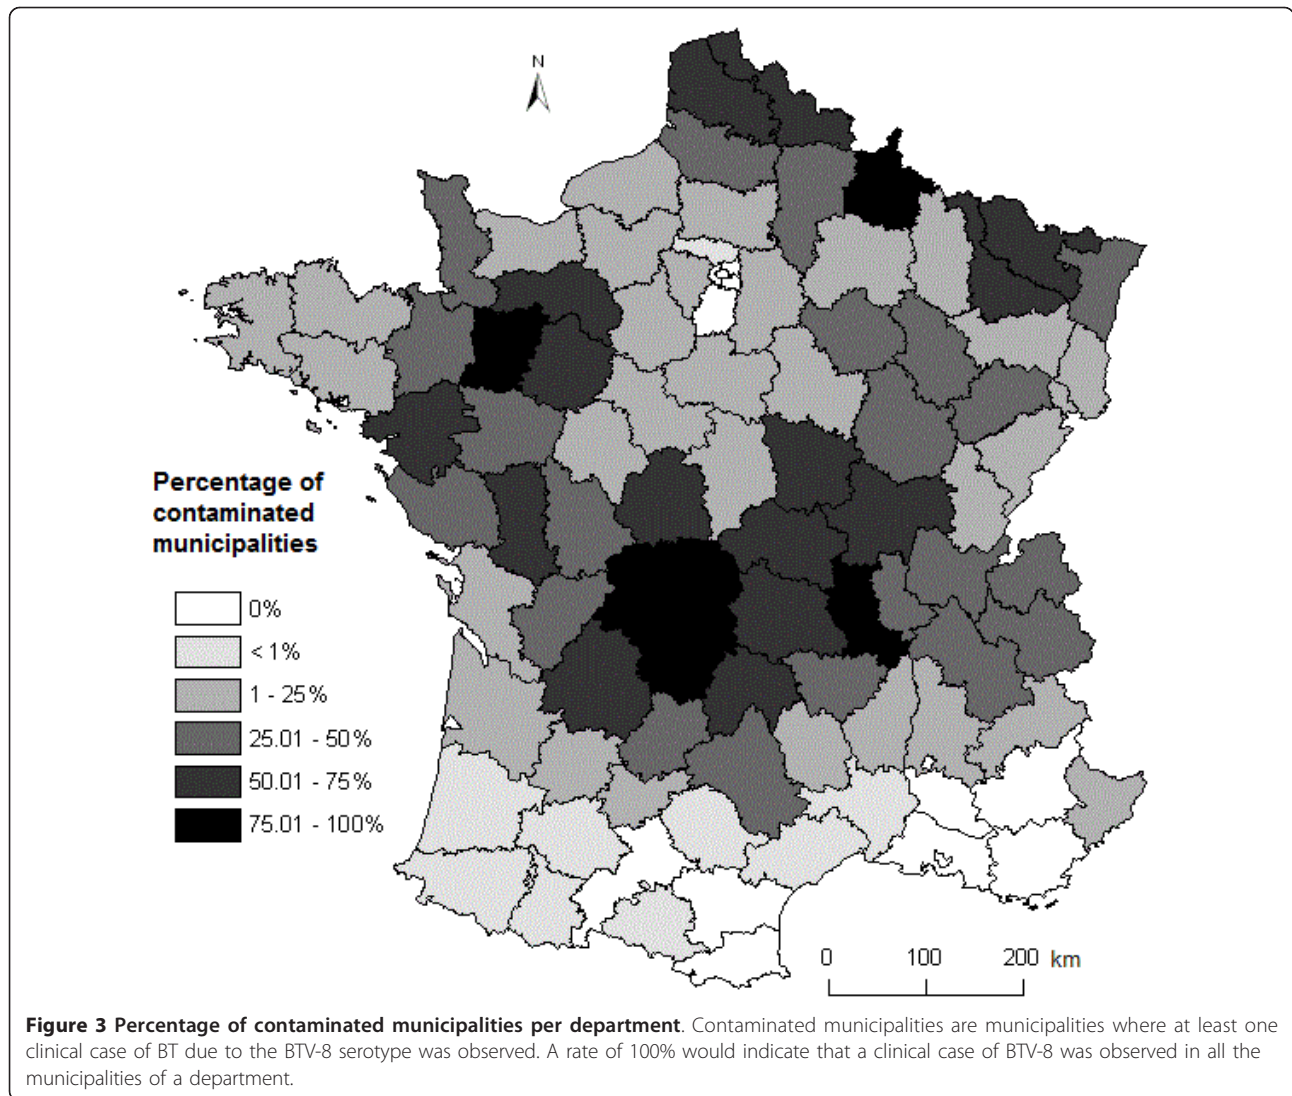 N
Percentage of
contaminated
municipalities
0%
< 1%
1 - 25%
25.01 - 50%
50.01 - 75%
75.01 - 100%
0 100 200 km
Figure 3 Percentage of contaminated municipalities per department. Contaminated municipalities are municipalities where at least one
clinical case of BT due to the BTV-8 serotype was observed. A rate of 100% would indicate that a clinical case of BTV-8 was observed in all the
municipalities of a department.